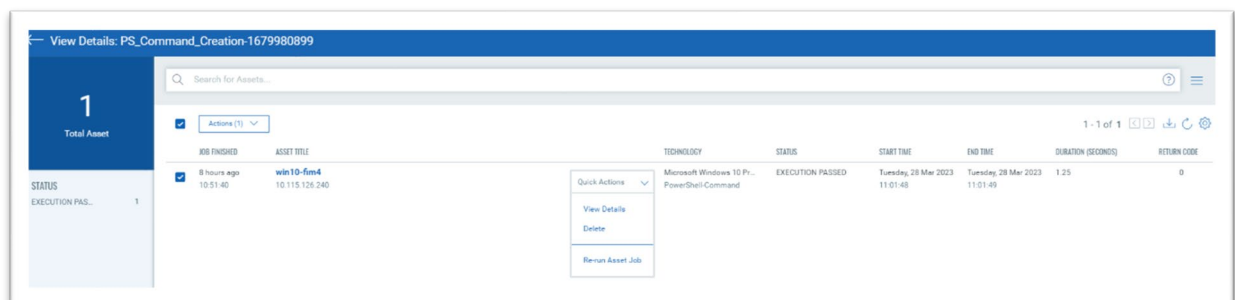 ← View Details: PS_Command_Creation-1679980899
1
Total Asset
STATUS
EXECUTION PAS... 1
Search for Assets...
Actions (1)
1 - 1 of 1
JOB FINISHED ASSET TITLE TECHNOLOGY STATUS START TIME END TIME DURATION (SECONDS) RETURN CODE
8 hours ago win10-fim4 Microsoft Windows 10 Pr... EXECUTION PASSED Tuesday, 28 Mar 2023 Tuesday, 28 Mar 2023 1.25 0
10:51:40 10.115.126.240 PowerShell-Command 11:01:48 11:01:49
Quick Actions
View Details
Delete
Re-run Asset Job